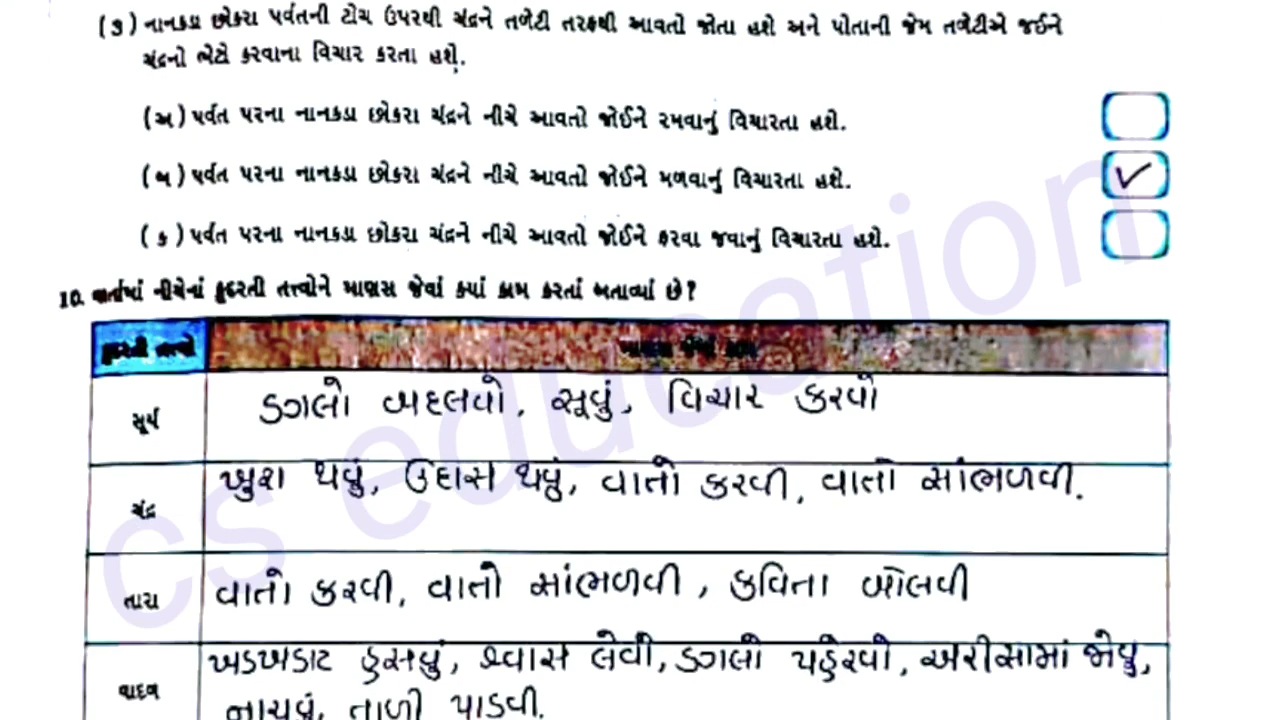 (૩) નાનકડા છોકરા પર્વતની ટોચ ઉપરથી ચંદ્રને તળેટી તરફથી આવતો જોતા હશે અને પોતાની જેમ તળેટીએ જઈને
ચંદ્રનો ભેટો કરવાના વિચાર કરતા હશે.
(અ) પર્વત પરના નાનકડા છોકરા ચંદ્રને નીચે આવતો જોઈને રમવાનું વિચારતા હશે.
(બ) પર્વત પરના નાનકડા છોકરા ચંદ્રને નીચે આવતો જોઈને મળવાનું વિચારતા હશે.
(ક) પર્વત પરના નાનકડા છોકરા ચંદ્રને નીચે આવતો જોઈને ફરવા જવાનું વિચારતા હશે.
10. વાર્તામાં નીચેનાં કુદરતી તત્ત્વોને માણસ જેવાં ક્યાં કામ કરતાં બતાવ્યાં છે?
કુદરતી તત્ત્વો
સૂર્ય ડગલો બદલવો, સૂવું, વિચાર કરવો
ચંદ્ર ખુશ થવું, ઉદાસ થવું, વાતો કરવી, વાતો સાંભળવી.
તારા વાતો કરવી, વાતો સાંભળવી, કવિતા બોલવી
વાદળ ખડખડાટ હસવું, શ્વાસ લેવો, ડગલો પહેરવો, અરીસામાં જોવું,
નાચવું, તાળી પાડવી.
cs education